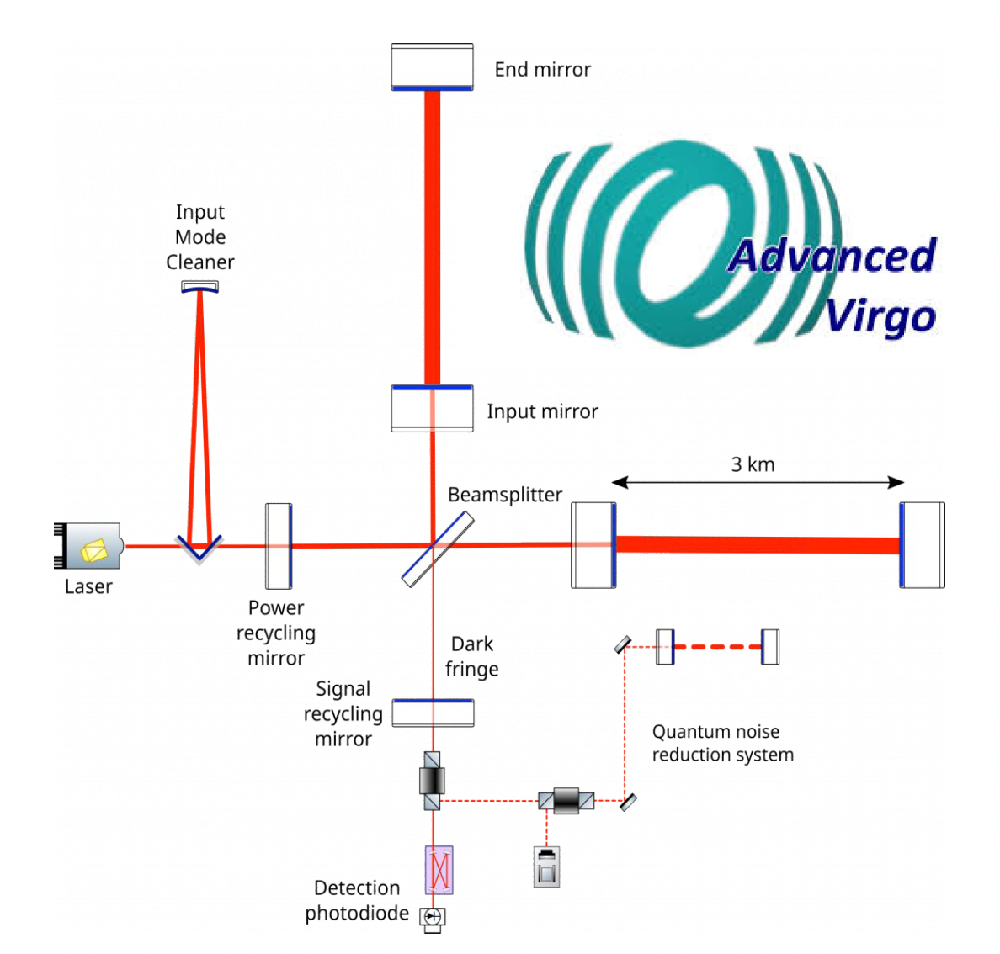 End mirror
Input
Mode
Cleaner
Advanced
Virgo
Input mirror
3 km
Beamsplitter
Laser
Power
recycling
mirror
Dark
fringe
Signal
recycling
mirror
Quantum noise
reduction system
Detection
photodiode